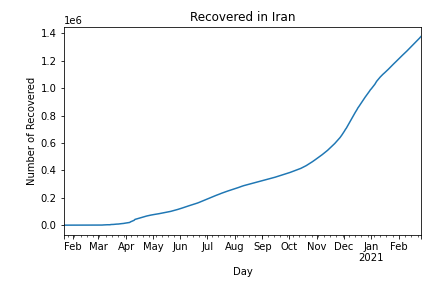 Recovered in Iran
1e6
1.4
1.2
1.0
0.8
0.6
0.4
0.2
0.0
Number of Recovered
Feb Mar Apr May Jun Jul Aug Sep Oct Nov Dec Jan Feb
2021
Day